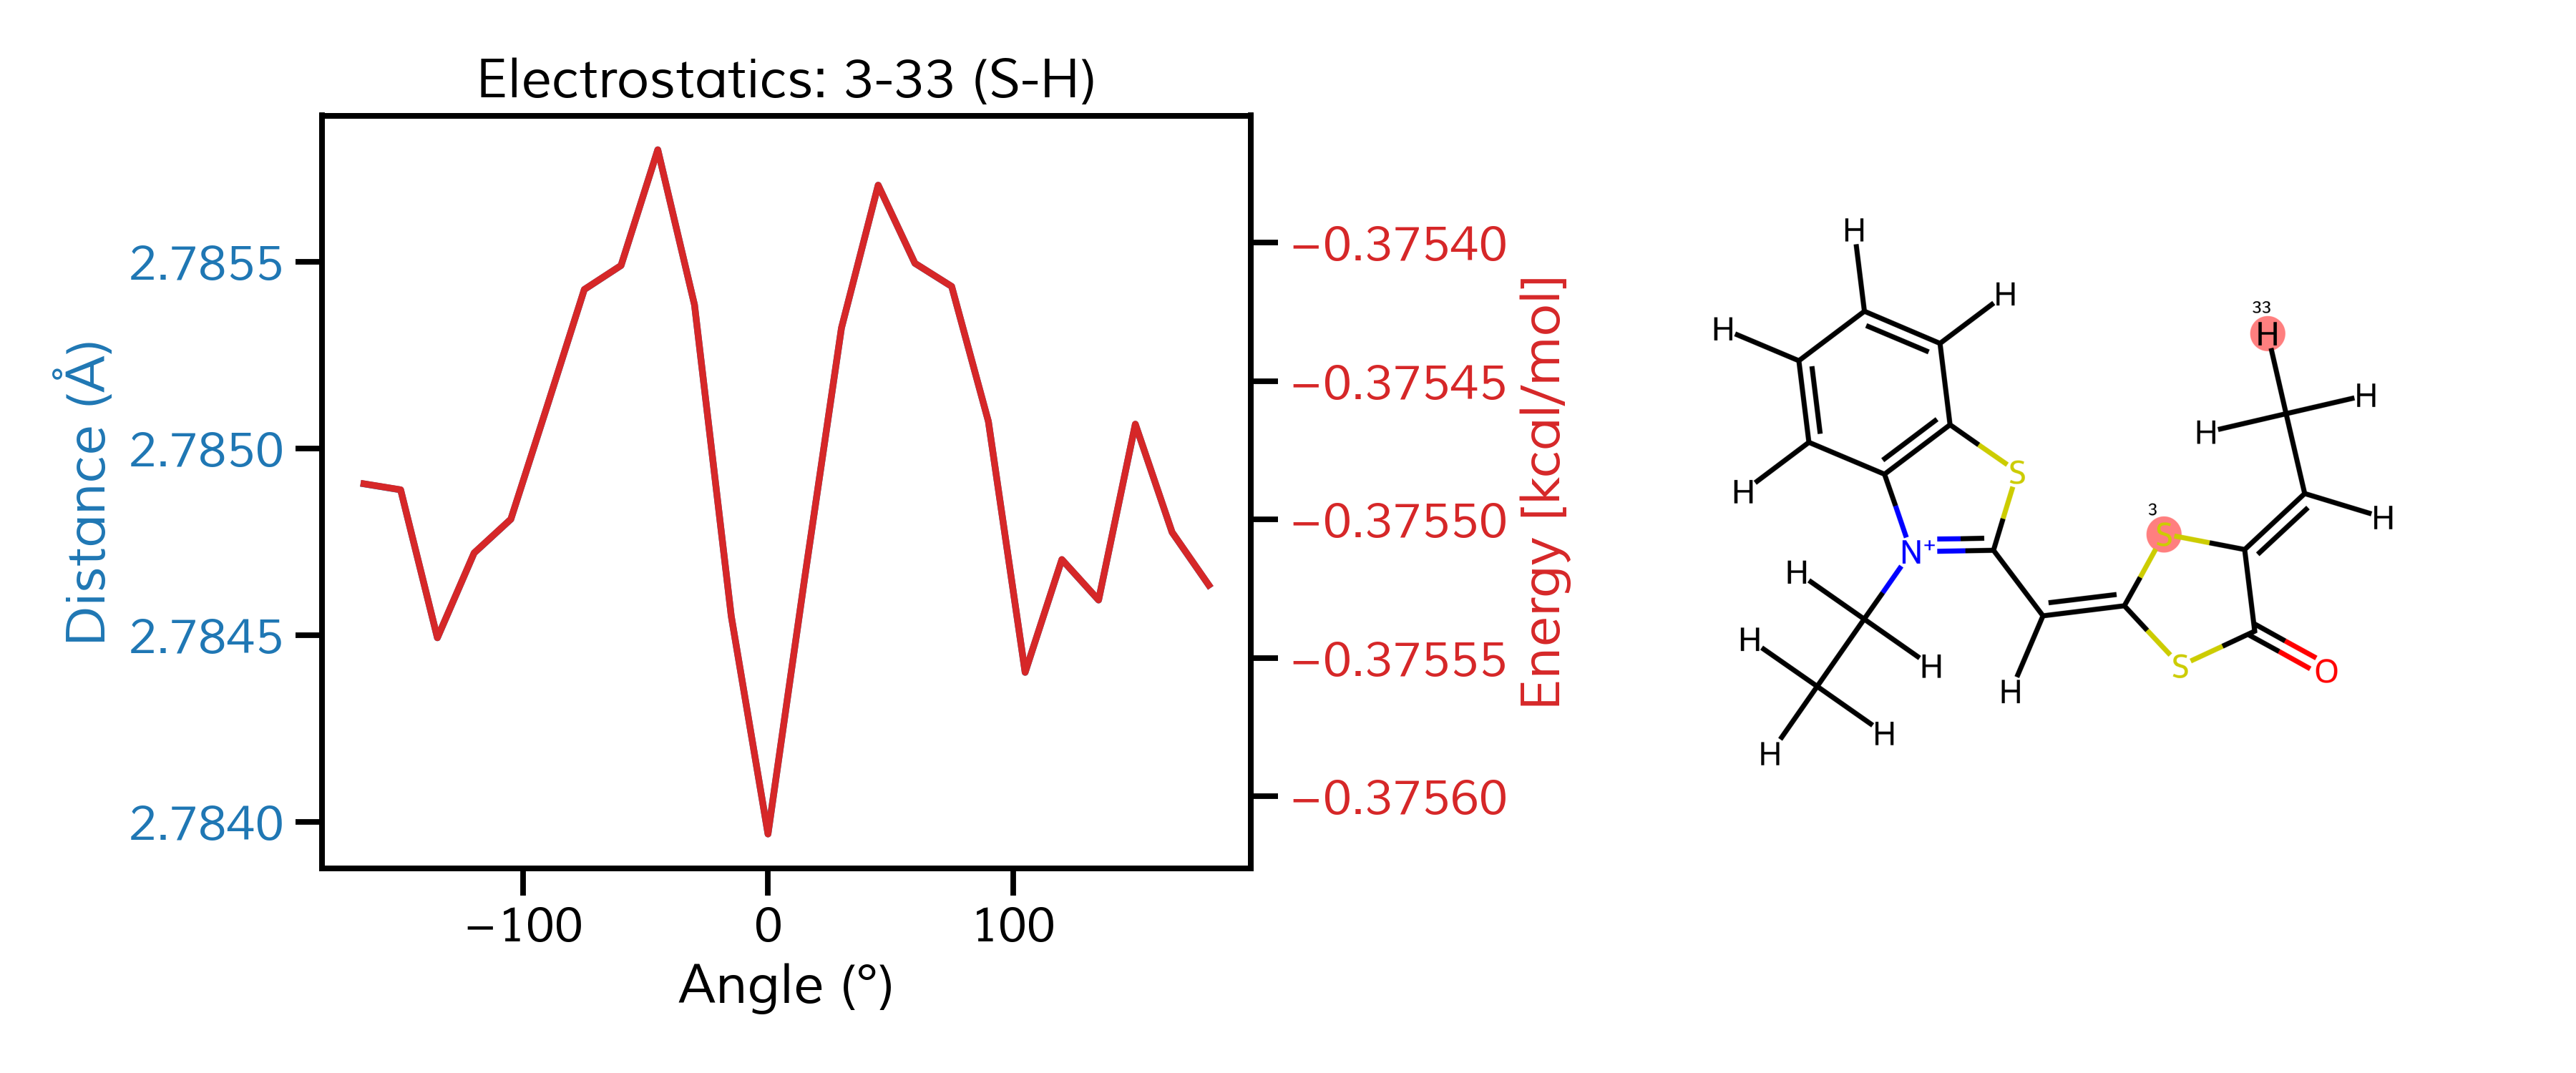 Electrostatics: 3-33 (S-H)
2.7855
2.7850
2.7845
2.7840
Distance (Å)
−0.37540
−0.37545
−0.37550
−0.37555
−0.37560
Energy [kcal/mol]
−100 0 100
Angle (°)
H
H
H
33
H
H
H
H
S
H
3
S
H
N+
H
H
H
S
O
H
H
H